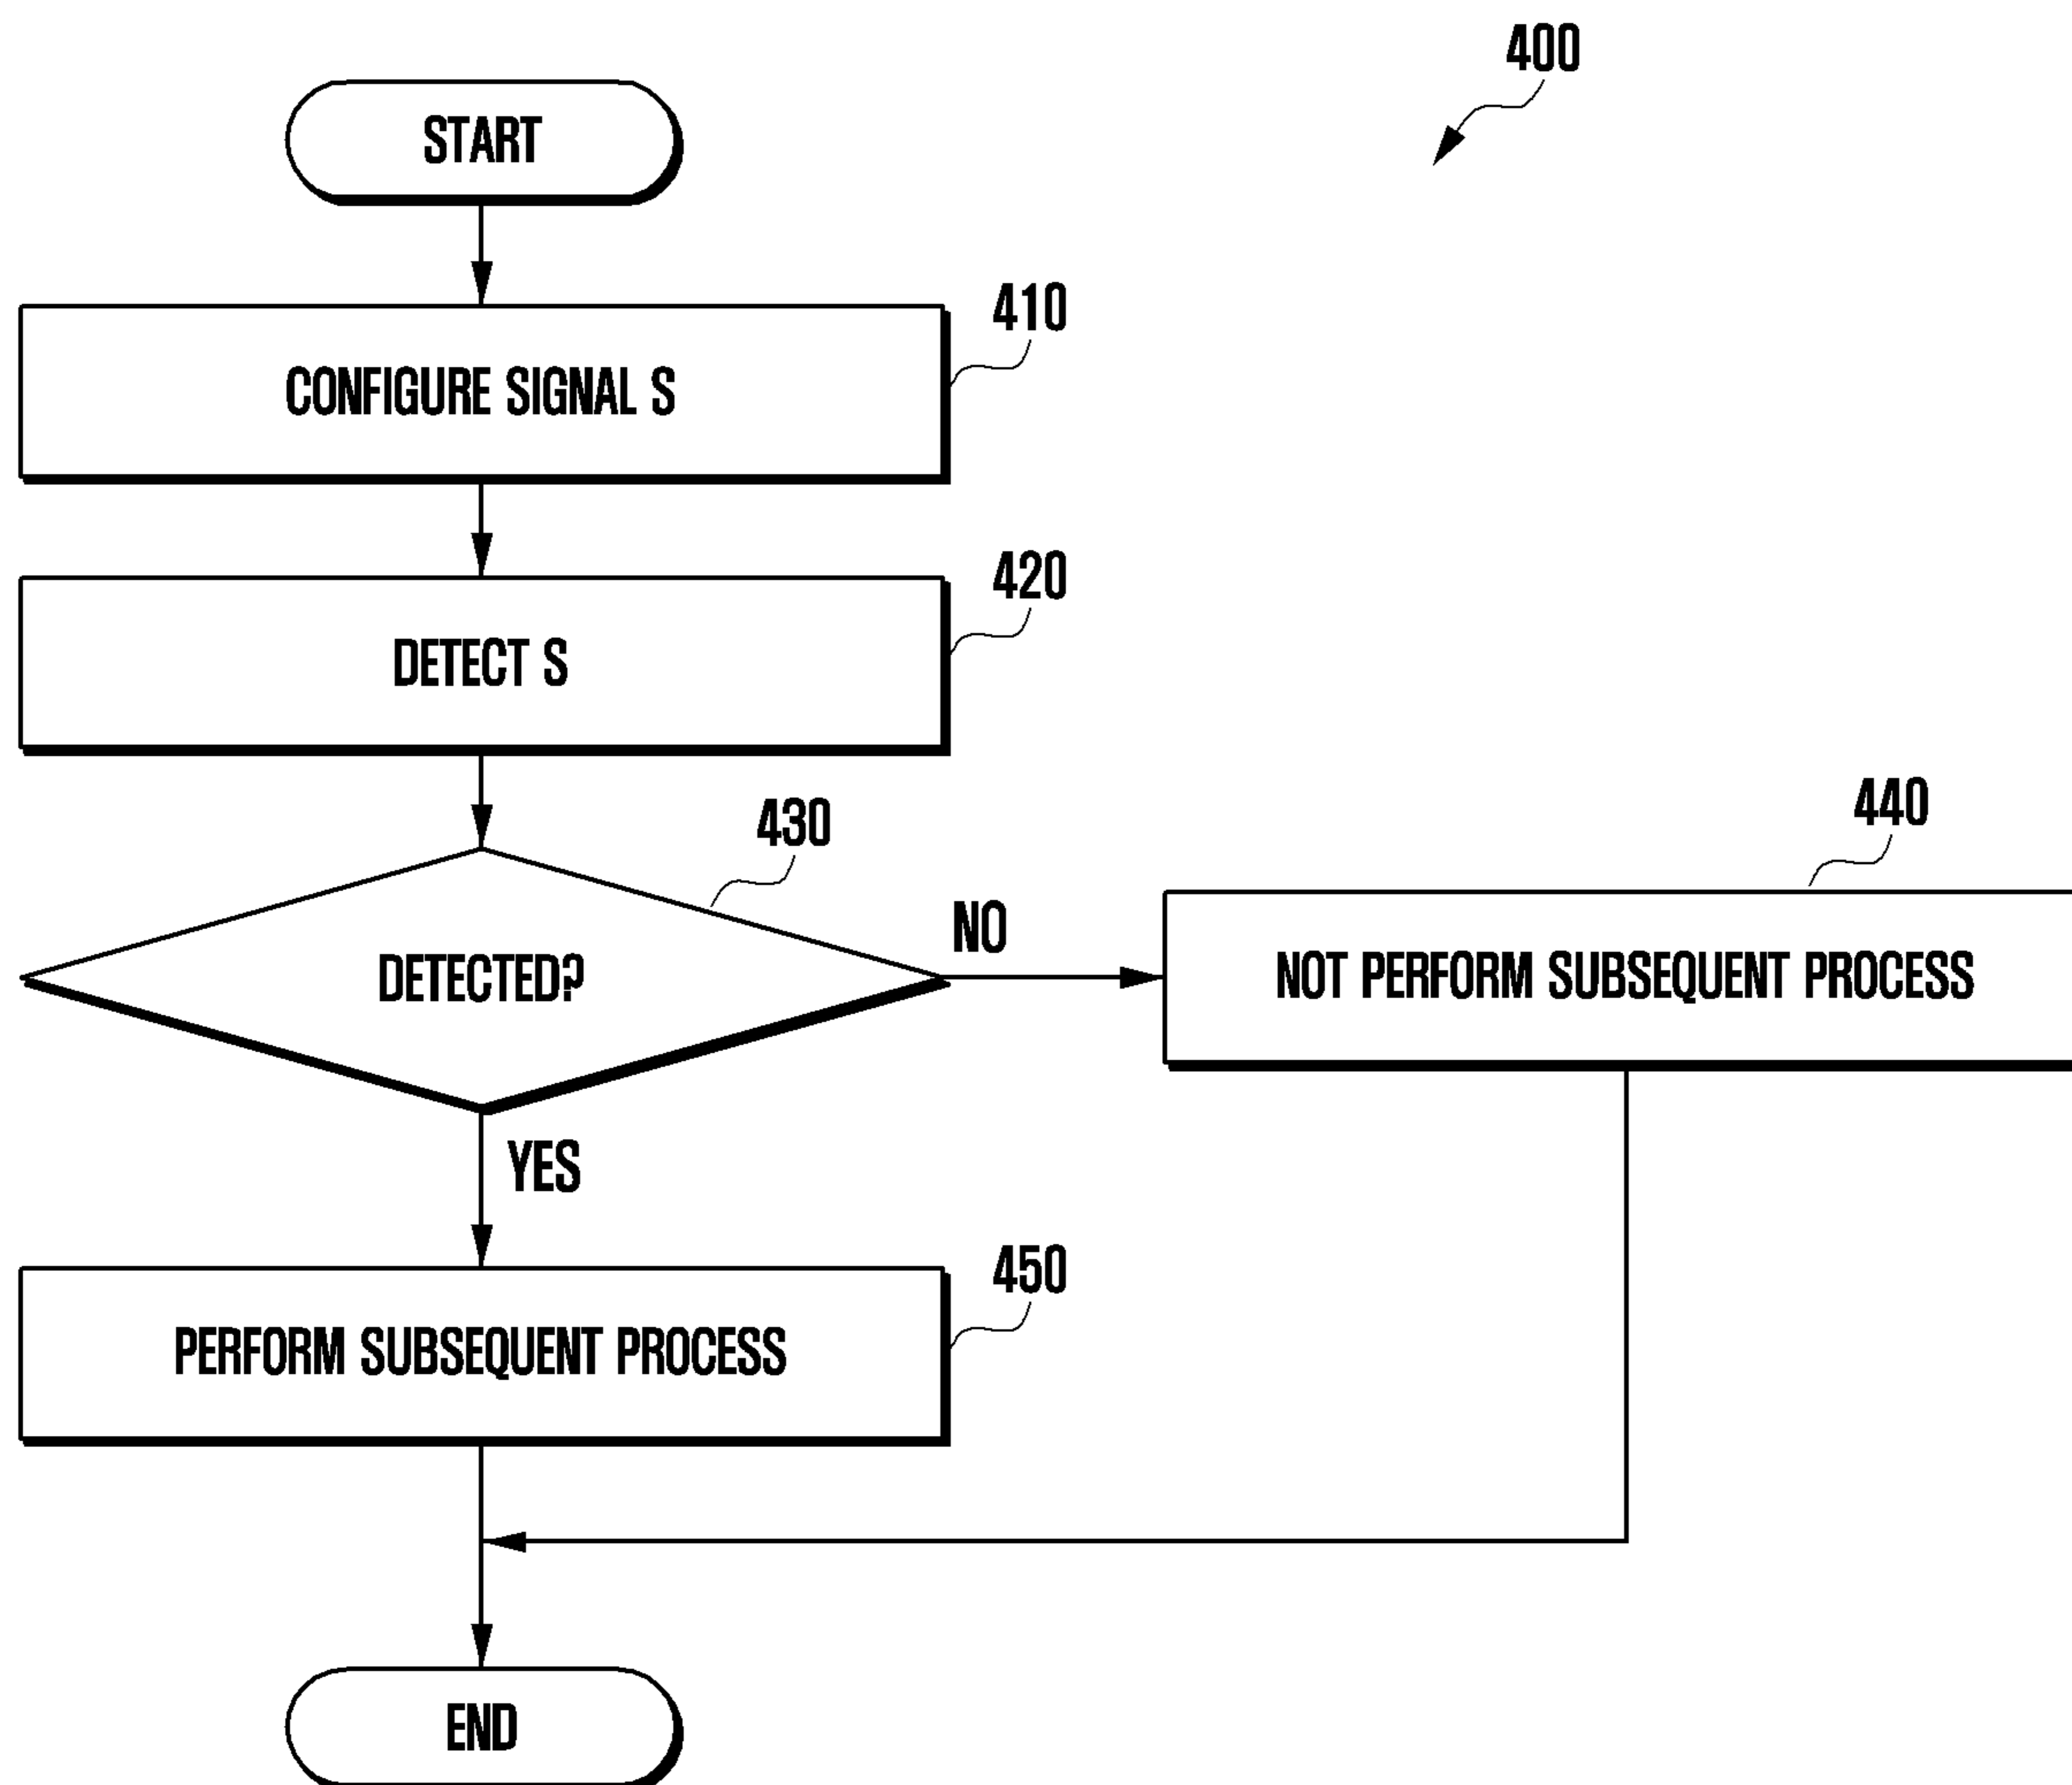 400
START
410
CONFIGURE SIGNAL S
420
DETECT S
430
DETECTED?
NO
440
NOT PERFORM SUBSEQUENT PROCESS
YES
450
PERFORM SUBSEQUENT PROCESS
END